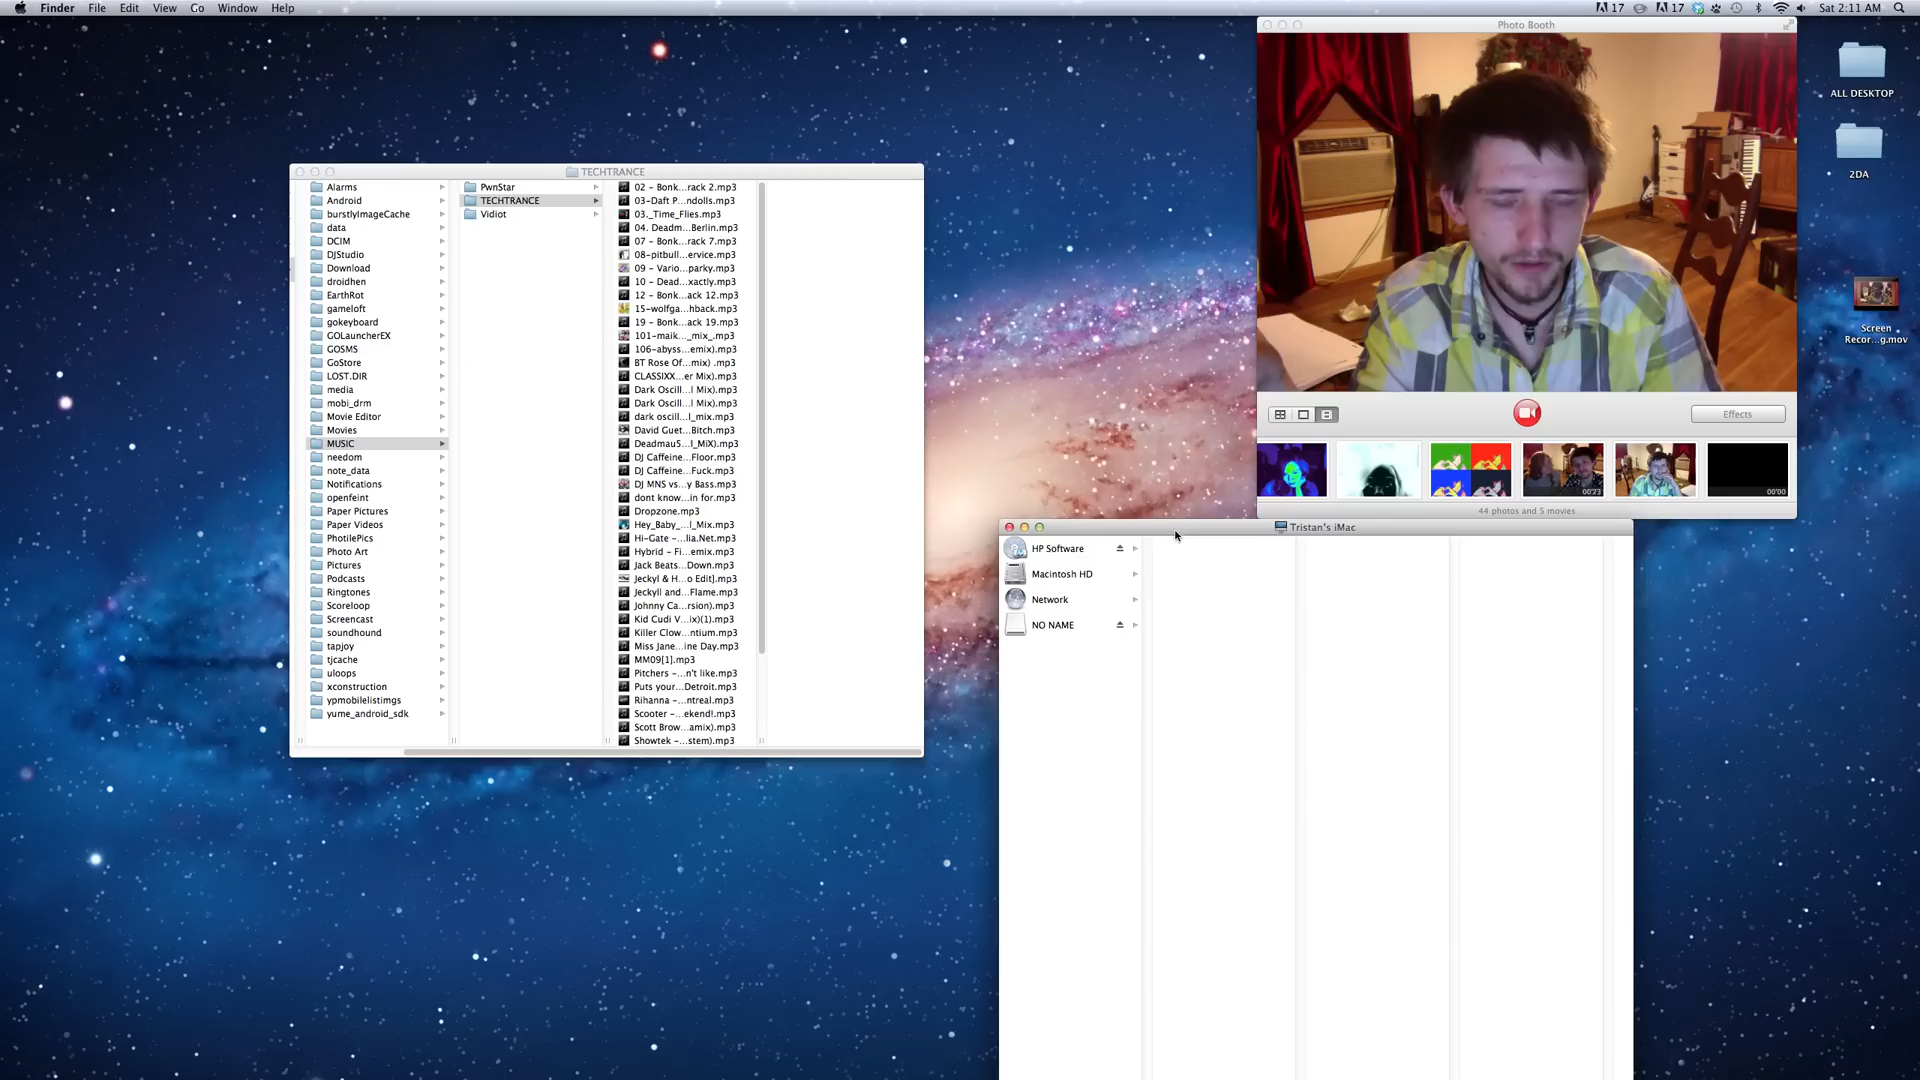 Finder File Edit View Go Window Help
17 17 Sat 2:11 AM
Photo Booth
ALL DESKTOP
2DA
Screen
Recor...g.mov
Effects
00:23
00:00
44 photos and 5 movies
TECHTRANCE
Alarms
Android
burstlyImageCache
data
DCIM
DJStudio
Download
droidhen
EarthRot
gameloft
gokeyboard
GOLauncherEX
GOSMS
GoStore
LOST.DIR
media
mobi_drm
Movie Editor
Movies
MUSIC
needom
note_data
Notifications
openfeint
Paper Pictures
Paper Videos
PhotilePics
Photo Art
Pictures
Podcasts
Ringtones
Scoreloop
Screencast
soundhound
tapjoy
tjcache
uloops
xconstruction
ypmobilelistings
yume_android_sdk
PwnStar
TECHTRANCE
Vidiot
02 - Bonk...rack 2.mp3
03-Daft P...ndolls.mp3
03._Time_Flies.mp3
04. Deadm...Berlin.mp3
07 - Bonk...rack 7.mp3
08-pitbull...ervice.mp3
09 - Vario...parky.mp3
10 - Dead...xactly.mp3
12 - Bonk...ack 12.mp3
15-wolfga...hback.mp3
19 - Bonk...ack 19.mp3
101-maik..._mix_.mp3
106-abyss...emix).mp3
BT Rose Of...mix) .mp3
CLASSIXX...er Mix).mp3
Dark Oscill...l Mix).mp3
Dark Oscill...l Mix).mp3
dark oscill...l_mix.mp3
David Guet...Bitch.mp3
Deadmau5...l_MiX).mp3
DJ Caffeine...Floor.mp3
DJ Caffeine...Fuck.mp3
DJ MNS vs...y Bass.mp3
dont know...in for.mp3
Dropzone.mp3
Hey_Baby_...l_Mix.mp3
Hi-Gate -...lia.Net.mp3
Hybrid - Fi...emix.mp3
Jack Beats...Down.mp3
Jeckyl & H...o Edit].mp3
Jeckyll and...Flame.mp3
Johnny Ca...rsion).mp3
Kid Cudi V...ix)(1).mp3
Killer Clow...ntium.mp3
Miss Jane...ine Day.mp3
MM09[1].mp3
Pitchers -...n't like.mp3
Puts your...Detroit.mp3
Rihanna -...ntreal.mp3
Scooter -...ekend!.mp3
Scott Brow...amix).mp3
Showtek -...stem).mp3
Tristan's iMac
HP Software
Macintosh HD
Network
NO NAME